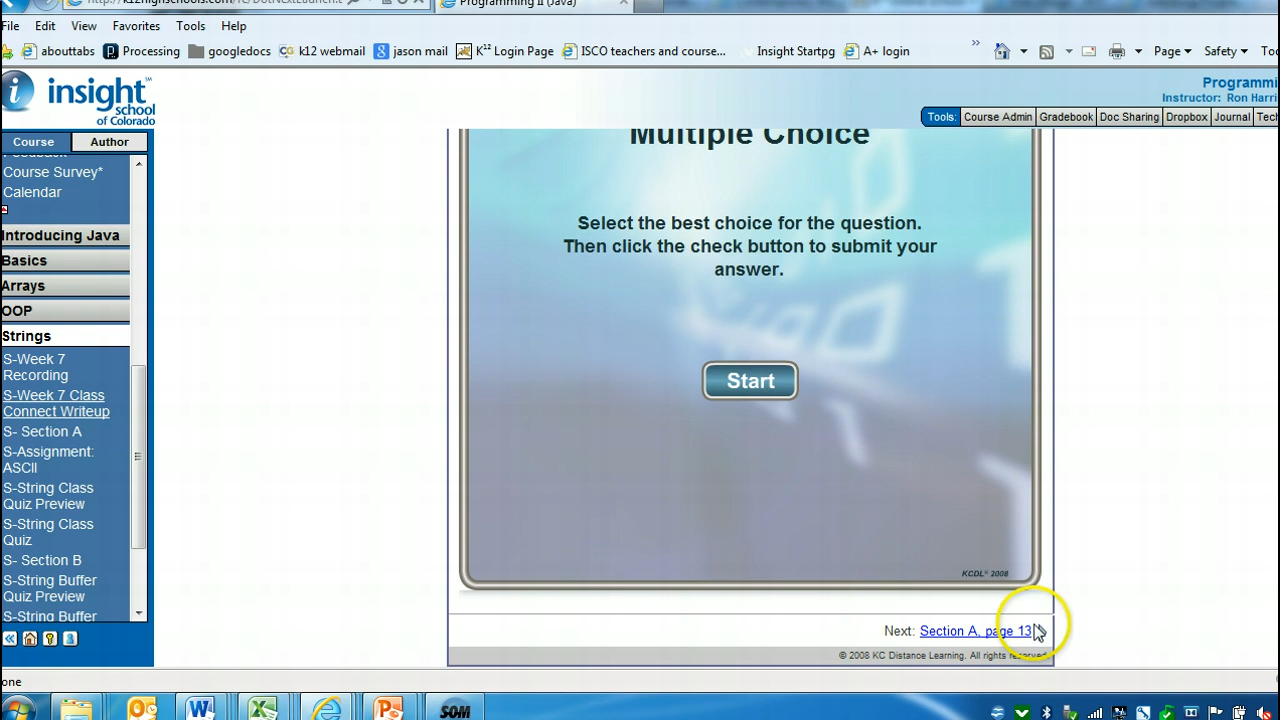 Programming II (Java)
File Edit View Favorites Tools Help
abouttabs Processing googledocs k12 webmail jason mail K¹² Login Page ISCO teachers and course... Insight Startpg A+ login » Page Safety
insight
school
of Colorado
Programmi
Instructor: Ron Harri
Tools: Course Admin Gradebook Doc Sharing Dropbox Journal Tech
Course Author
Feedback
Course Survey*
Calendar
Introducing Java
Basics
Arrays
OOP
Strings
S-Week 7
Recording
S-Week 7 Class
Connect Writeup
S- Section A
S-Assignment:
ASCII
S-String Class
Quiz Preview
S-String Class
Quiz
S- Section B
S-String Buffer
Quiz Preview
S-String Buffer
Multiple Choice
Select the best choice for the question.
Then click the check button to submit your
answer.
Start
KCDL® 2008
Next: Section A, page 13
© 2008 KC Distance Learning. All rights reserved
one
SOM